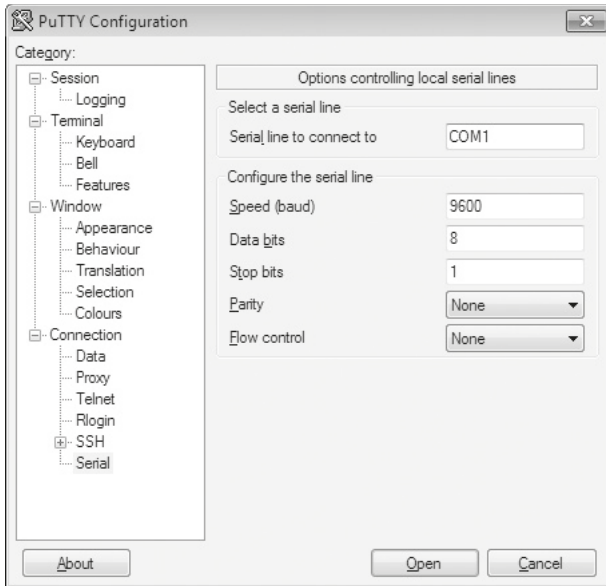 PuTTY Configuration
Category:
Session
Logging
Terminal
Keyboard
Bell
Features
Window
Appearance
Behaviour
Translation
Selection
Colours
Connection
Data
Proxy
Telnet
Rlogin
SSH
Serial
Options controlling local serial lines
Select a serial line
Serial line to connect to COM1
Configure the serial line
Speed (baud) 9600
Data bits 8
Stop bits 1
Parity None
Flow control None
About Open Cancel